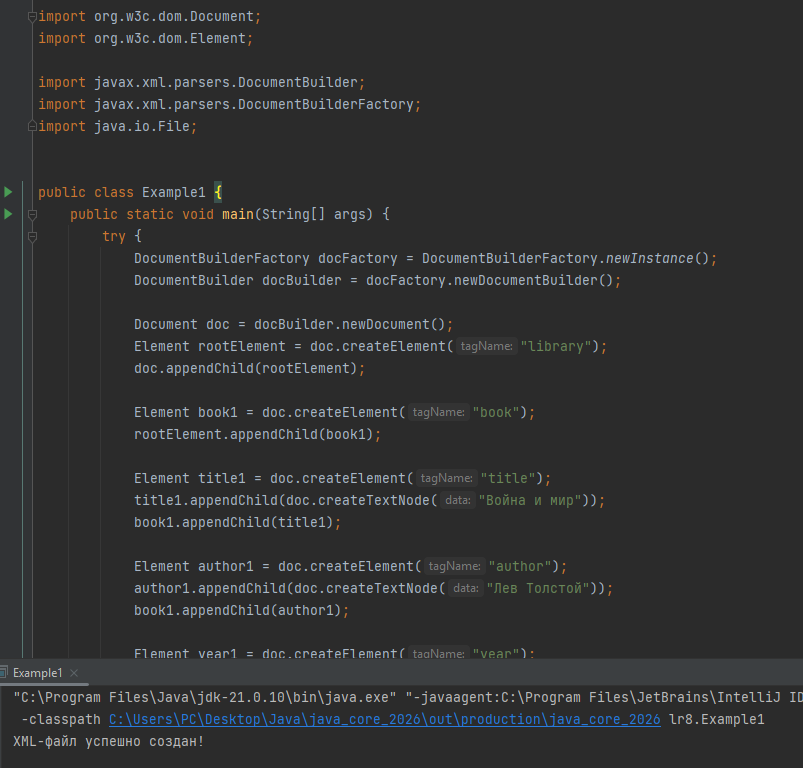 import org.w3c.dom.Document;
import org.w3c.dom.Element;
import javax.xml.parsers.DocumentBuilder;
import javax.xml.parsers.DocumentBuilderFactory;
import java.io.File;
public class Example1 {
public static void main(String[] args) {
try {
DocumentBuilderFactory docFactory = DocumentBuilderFactory.newInstance();
DocumentBuilder docBuilder = docFactory.newDocumentBuilder();
Document doc = docBuilder.newDocument();
Element rootElement = doc.createElement( tagName: "library");
doc.appendChild(rootElement);
Element book1 = doc.createElement( tagName: "book");
rootElement.appendChild(book1);
Element title1 = doc.createElement( tagName: "title");
title1.appendChild(doc.createTextNode( data: "Война и мир"));
book1.appendChild(title1);
Element author1 = doc.createElement( tagName: "author");
author1.appendChild(doc.createTextNode( data: "Лев Толстой"));
book1.appendChild(author1);
Element year1 = doc.createElement( tagName: "year");
Example1
"C:\Program Files\Java\jdk-21.0.10\bin\java.exe" "-javaagent:C:\Program Files\JetBrains\IntelliJ ID
-classpath C:\Users\PC\Desktop\Java\java_core_2026\out\production\java_core_2026 lr8.Example1
XML-файл успешно создан!